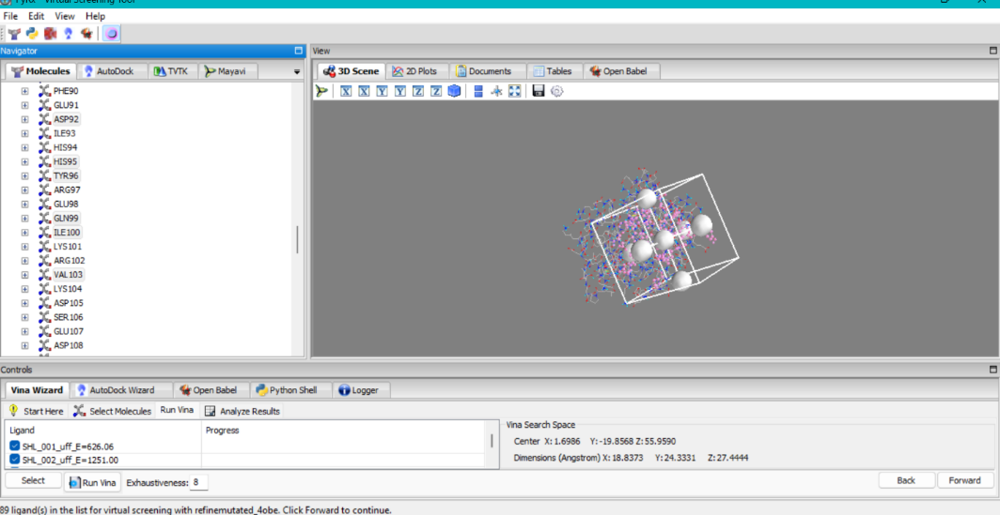 PyRx - Virtual Screening Tool
File Edit View Help
Navigator
View
Molecules AutoDock TVTK Mayavi
3D Scene 2D Plots Documents Tables Open Babel
X X Y Y Z Z
PHE90
GLU91
ASP92
ILE93
HIS94
HIS95
TYR96
ARG97
GLU98
GLN99
ILE100
LYS101
ARG102
VAL103
LYS104
ASP105
SER106
GLU107
ASP108
Controls
Vina Wizard AutoDock Wizard Open Babel Python Shell Logger
Start Here Select Molecules Run Vina Analyze Results
Ligand Progress
SHL_001_uff_E=626.06
SHL_002_uff_E=1251.00
Vina Search Space
Center X: 1.6986 Y:-19.8568 Z: 55.9590
Dimensions (Angstrom) X: 18.8373 Y: 24.3331 Z: 27.4444
Select Run Vina Exhaustiveness: 8
Back Forward
89 ligand(s) in the list for virtual screening with refinemutated_4obe. Click Forward to continue.